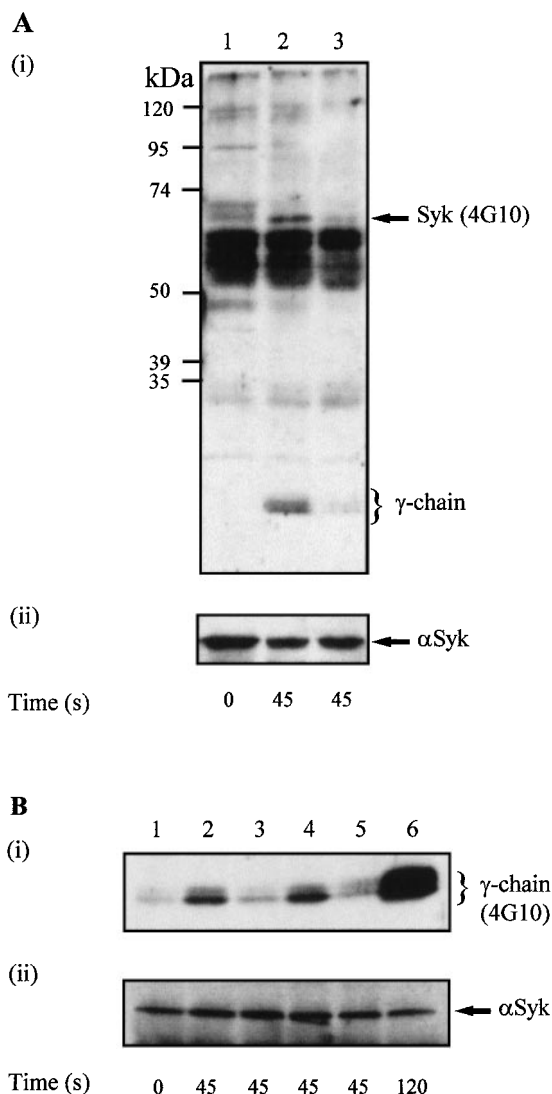 A
(i)
1 2 3
kDa
120
95
74
Syk (4G10)
50
39
35
γ-chain
(ii)
αSyk
Time (s) 0 45 45
B
1 2 3 4 5 6
(i)
γ-chain
(4G10)
(ii)
αSyk
Time (s) 0 45 45 45 45 120